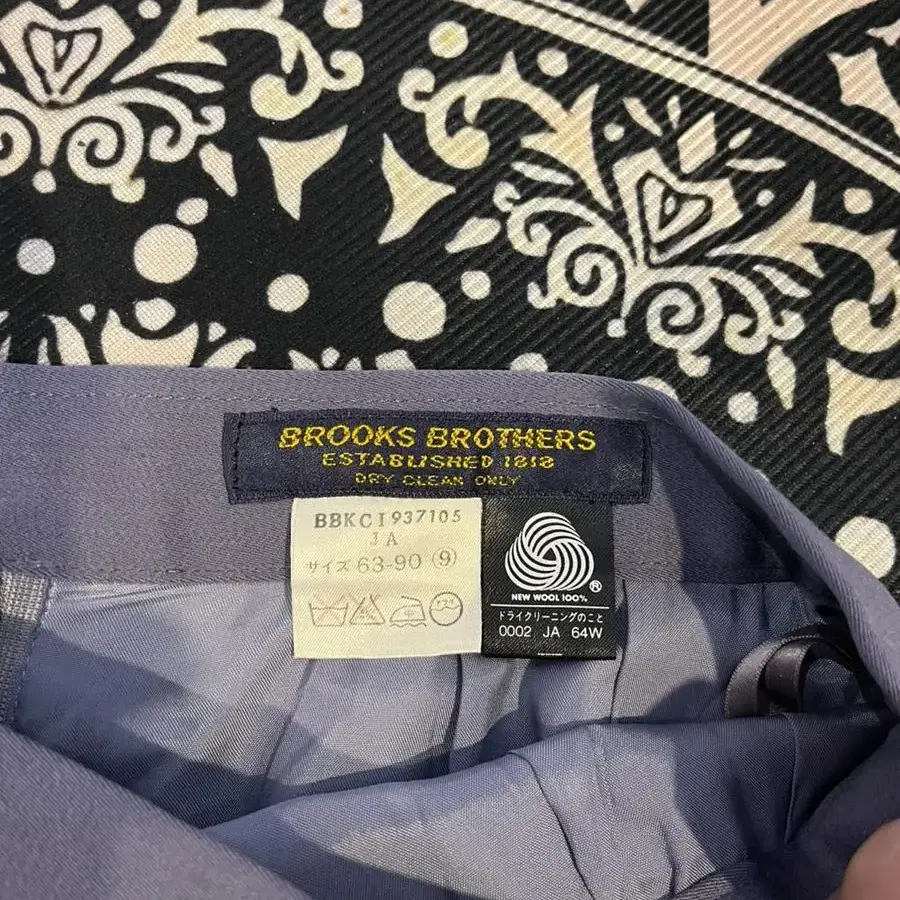 BROOKS BROTHERS
ESTABLISHED 1818
DRY CLEAN ONLY
BBKCI937105
JA
サイズ 63-90 (9)
NEW WOOL 100%
ドライクリーニングのこと
0002 JA 64W